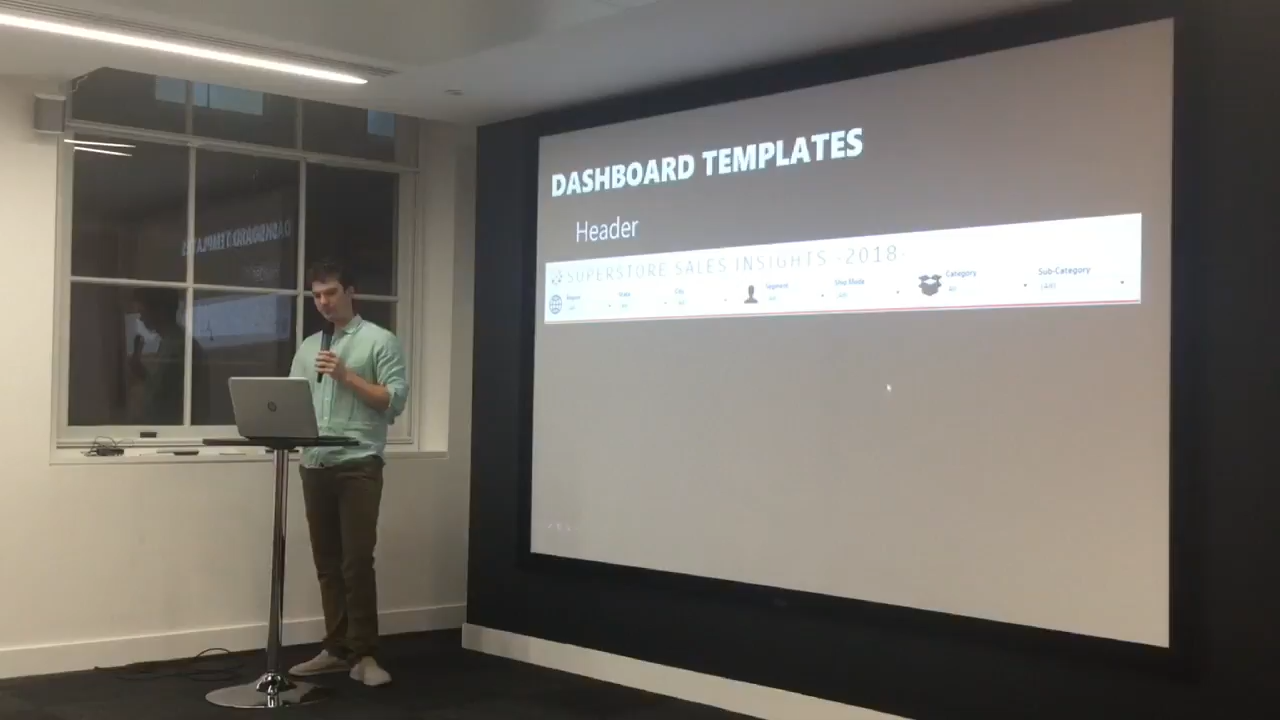 DASHBOARD TEMPLATES
Header
SUPERSTORE SALES INSIGHTS -2018-
Region State City Segment Ship Mode Category Sub-Category